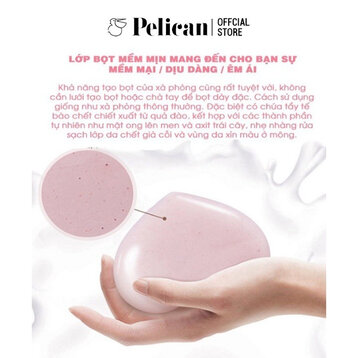 Pelican OFFICIAL STORE
LỚP BỌT MỀM MỊN MANG ĐẾN CHO BẠN SỰ
MỀM MẠI / DỊU DÀNG / ÊM ÁI
Khả năng tạo bọt của xà phòng cũng rất tuyệt vời, không
cần lưới tạo bọt hoặc chà tay để bọt dày đặc. Cách sử dụng
giống như xà phòng thông thường. Đặc biệt có chứa tẩy tế
bào chết chiết xuất từ quả đào, kết hợp với các thành phần
tự nhiên như mật ong lên men và axit trái cây, nhẹ nhàng rửa
sạch lớp da chết già cỗi và vùng da xỉn màu ở mông.